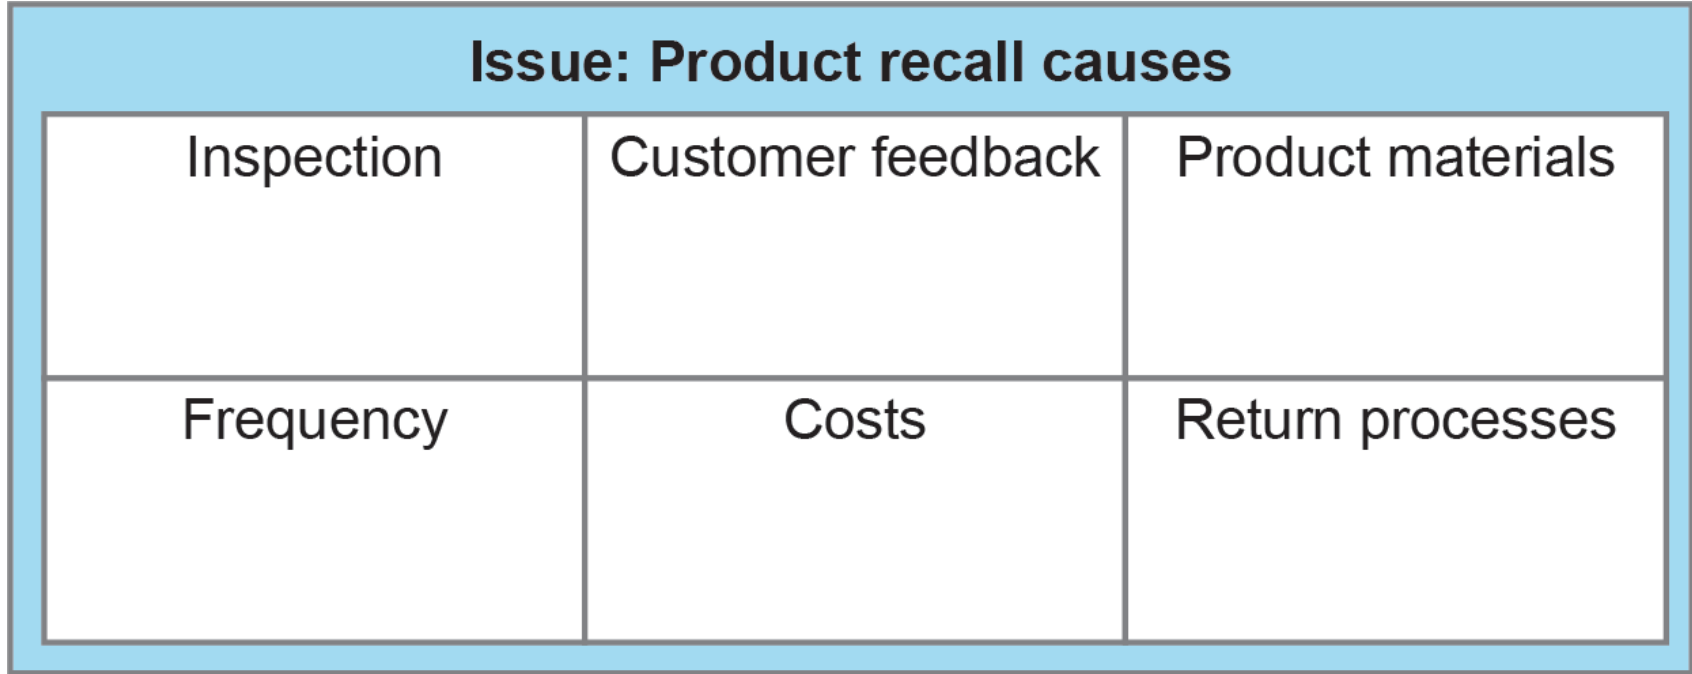 Issue: Product recall causes
Inspection
Customer feedback
Product materials
Frequency
Costs
Return processes